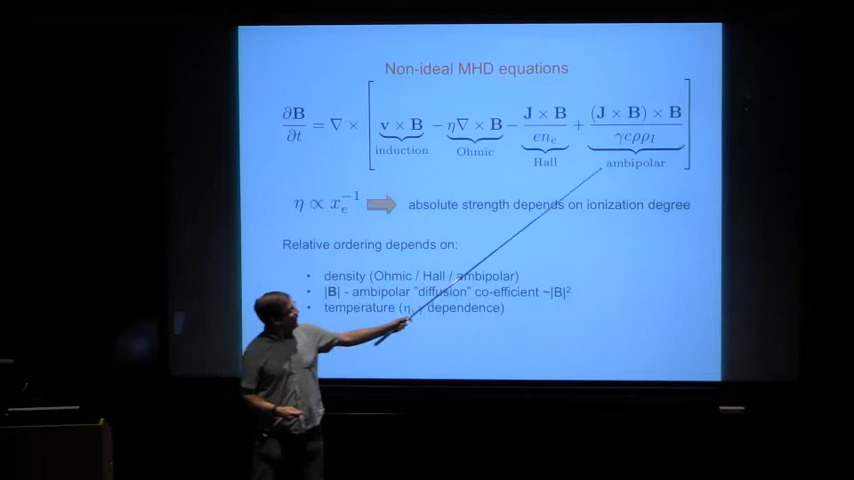 Non-ideal MHD equations
∂B/∂t = ∇ × [ v × B − η∇ × B − J × B / en_e + (J × B) × B / γcρρ_I ]
induction Ohmic Hall ambipolar
η ∝ x_e^−1 absolute strength depends on ionization degree
Relative ordering depends on:
• density (Ohmic / Hall / ambipolar)
• |B| - ambipolar "diffusion" co-efficient ~|B|²
• temperature ( dependence)